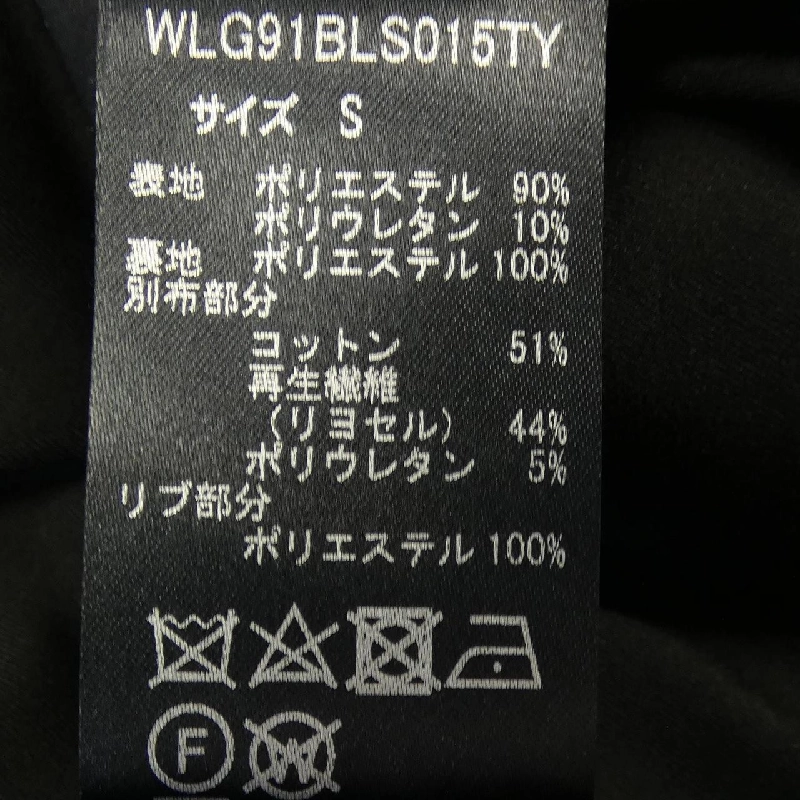 WLG91BLS015TY
サイズ S
表地 ポリエステル 90%
ポリウレタン 10%
裏地 ポリエステル 100%
別布部分
コットン 51%
再生繊維
(リヨセル) 44%
ポリウレタン 5%
リブ部分
ポリエステル 100%
F W